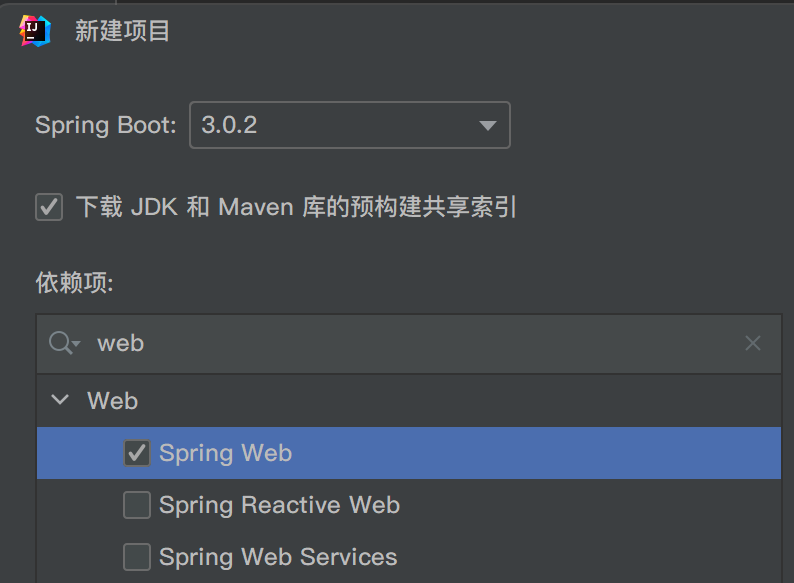 IJ 新建项目
Spring Boot: 3.0.2
下载 JDK 和 Maven 库的预构建共享索引
依赖项:
web
Web
Spring Web
Spring Reactive Web
Spring Web Services